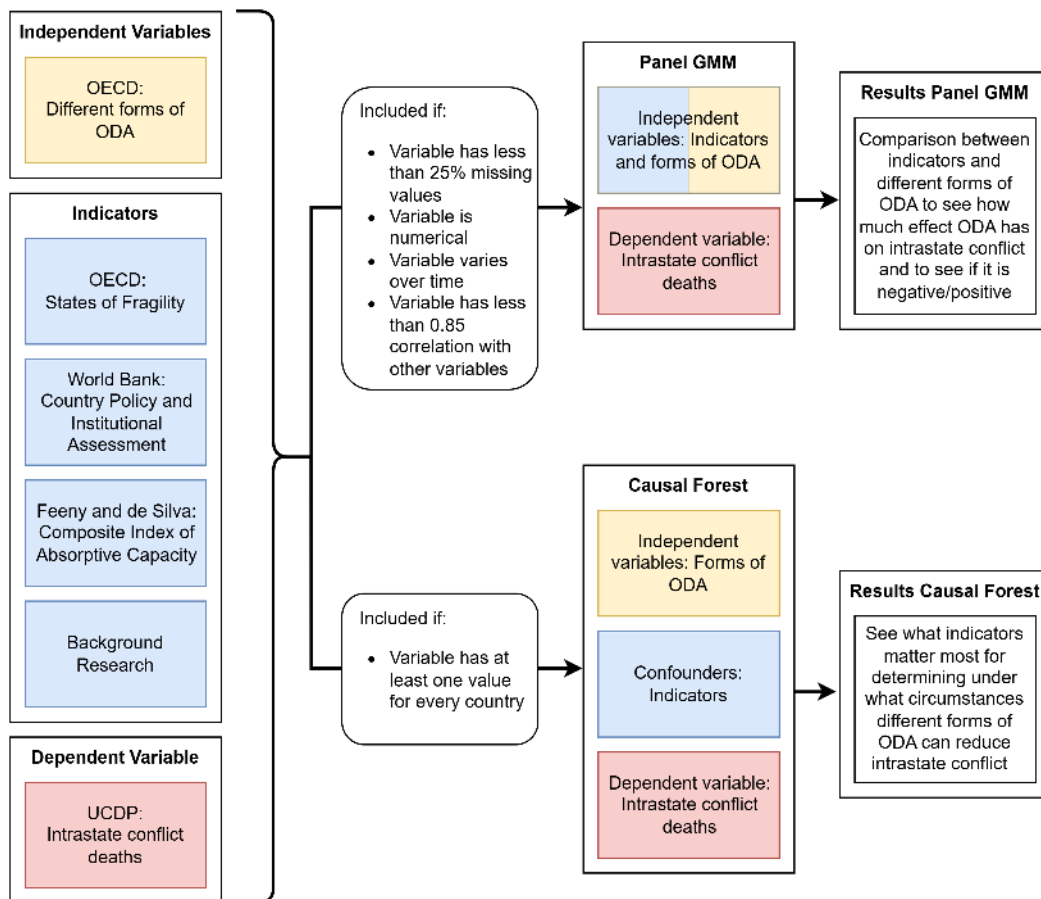 Independent Variables
OECD:
Different forms of
ODA
Indicators
OECD:
States of Fragility
World Bank:
Country Policy and
Institutional
Assessment
Feeny and de Silva:
Composite Index of
Absorptive Capacity
Background
Research
Dependent Variable
UCDP:
Intrastate conflict
deaths
Included if:
• Variable has less
than 25% missing
values
• Variable is
numerical
• Variable varies
over time
• Variable has less
than 0.85
correlation with
other variables
Panel GMM
Independent
variables: Indicators
and forms of ODA
Dependent variable:
Intrastate conflict
deaths
Results Panel GMM
Comparison between
indicators and
different forms of
ODA to see how
much effect ODA has
on intrastate conflict
and to see if it is
negative/positive
Included if:
• Variable has at
least one value
for every country
Causal Forest
Independent
variables: Forms of
ODA
Confounders:
Indicators
Dependent variable:
Intrastate conflict
deaths
Results Causal Forest
See what indicators
matter most for
determining under
what circumstances
different forms of
ODA can reduce
intrastate conflict